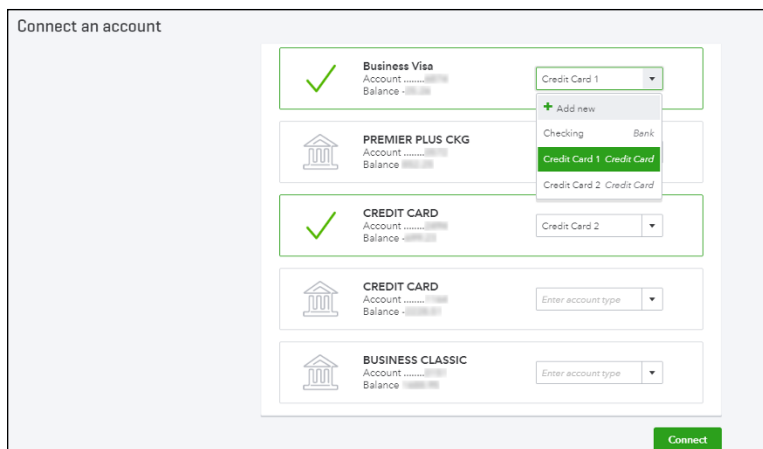 Connect an account
Business Visa
Account ........
Balance -
Credit Card 1
+ Add new
Checking Bank
Credit Card 1 Credit Card
Credit Card 2 Credit Card
PREMIER PLUS CKG
Account ........
Balance
CREDIT CARD
Account ........
Balance -
Credit Card 2
CREDIT CARD
Account ........
Balance -
Enter account type
BUSINESS CLASSIC
Account ........
Balance
Enter account type
Connect